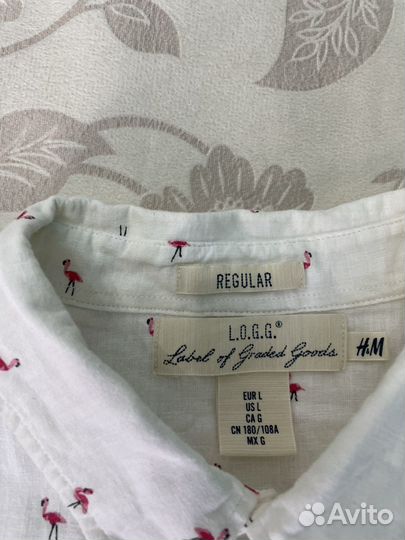 REGULAR
L.O.G.G.®
Label of Graded Goods
H&M
EUR L
US L
CA G
CN 180/108A
MX G
Avito